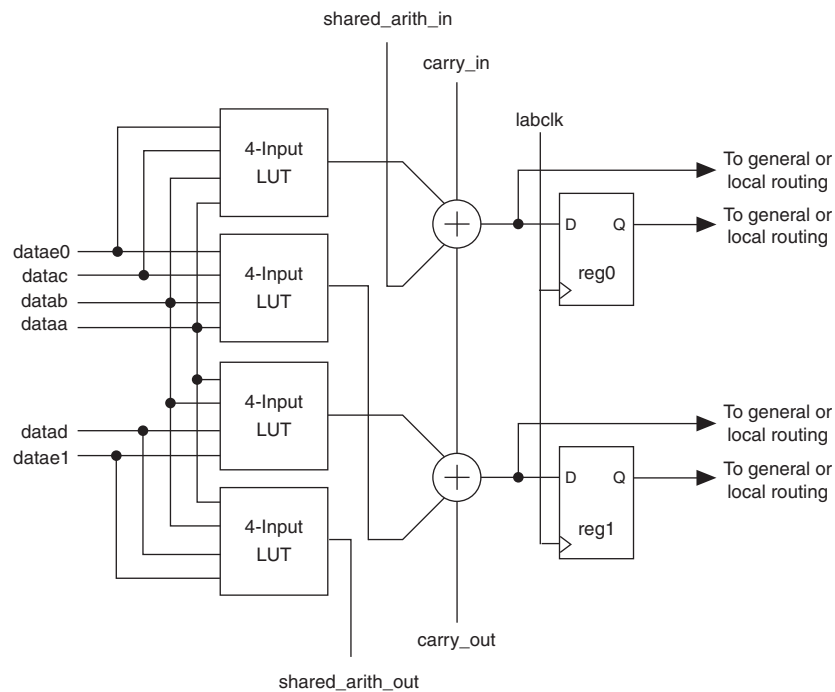 shared_arith_in
carry_in
labclk
4-Input
LUT
To general or
local routing
D Q
reg0
To general or
local routing
datae0
datac
datab
dataa
4-Input
LUT
4-Input
LUT
To general or
local routing
datad
datae1
D Q
reg1
To general or
local routing
4-Input
LUT
carry_out
shared_arith_out